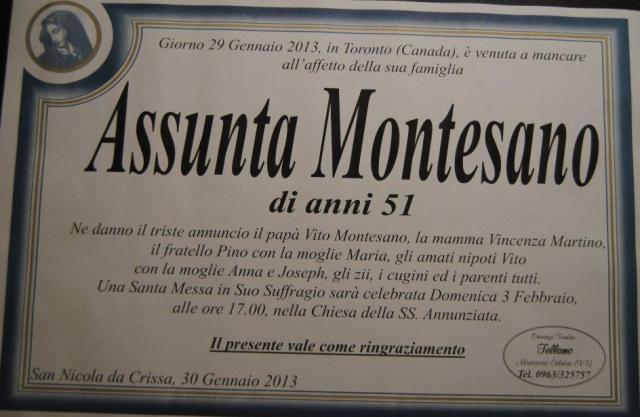 Giorno 29 Gennaio 2013, in Toronto (Canada), è venuta a mancare
all'affetto della sua famiglia
Assunta Montesano
di anni 51
Ne danno il triste annuncio il papà Vito Montesano, la mamma Vincenza Martino,
il fratello Pino con la moglie Maria, gli amati nipoti Vito
con la moglie Anna e Joseph, gli zii, i cugini ed i parenti tutti.
Una Santa Messa in Suo Suffragio sarà celebrata Domenica 3 Febbraio,
alle ore 17.00, nella Chiesa della SS. Annunziata.
Il presente vale come ringraziamento
San Nicola da Crissa, 30 Gennaio 2013
Onoranze Funebri
Tellamo
(VV)
Tel. 0963/325757